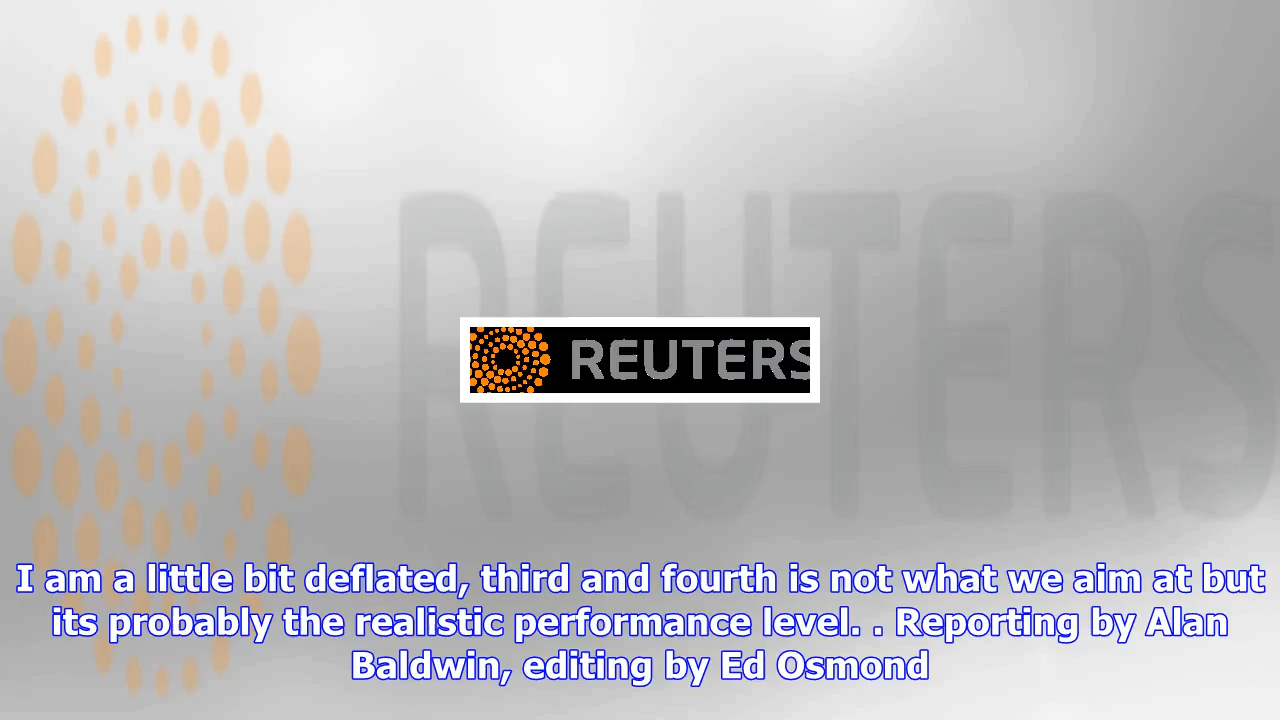 REUTERS
REUTERS
I am a little bit deflated, third and fourth is not what we aim at but
its probably the realistic performance level. . Reporting by Alan
Baldwin, editing by Ed Osmond